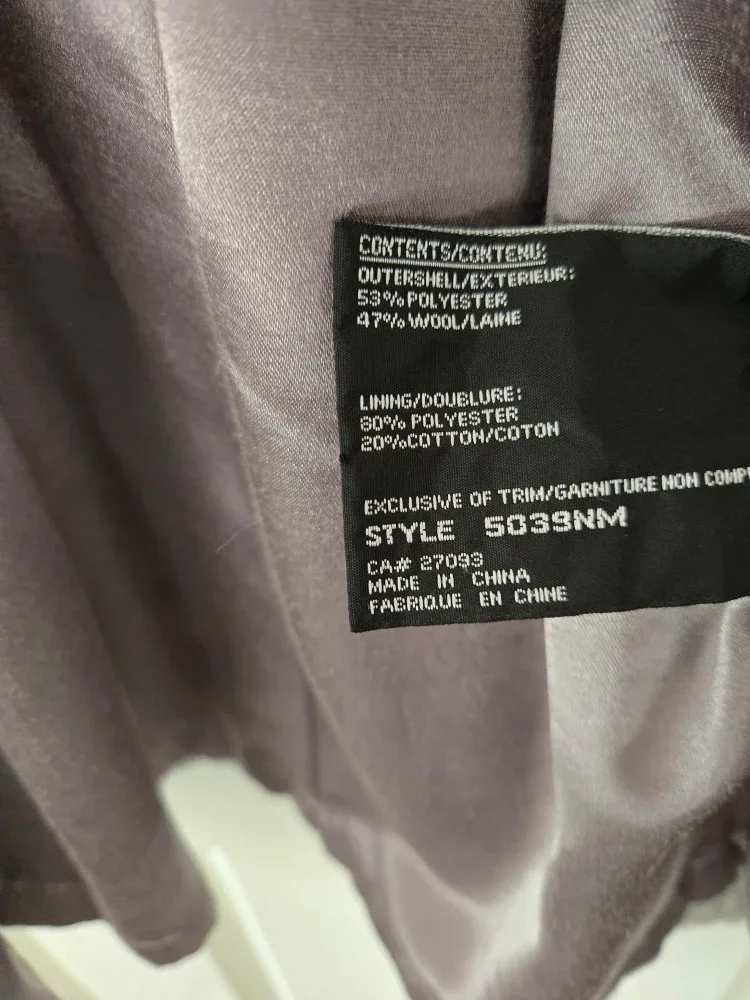 CONTENTS/CONTENU:
OUTERSHELL/EXTERIEUR:
53% POLYESTER
47% WOOL/LAINE
LINING/DOUBLURE:
80% POLYESTER
20%COTTON/COTON
EXCLUSIVE OF TRIM/GARNITURE NON COMP
STYLE 5039NM
CA# 27093
MADE IN CHINA
FABRIQUE EN CHINE